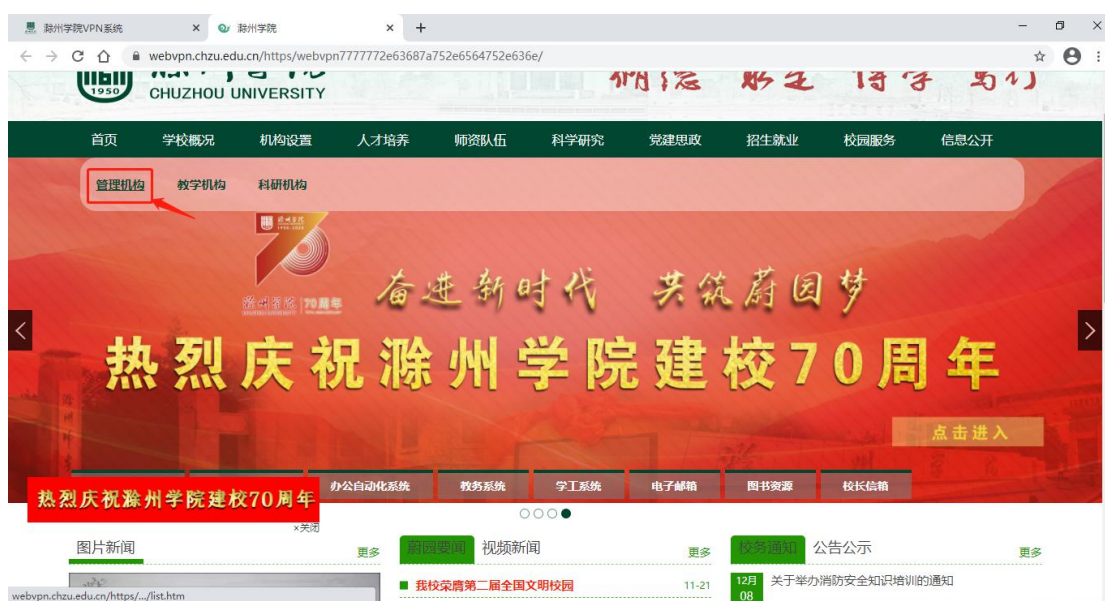 滁州学院VPN系统
滁州学院
webvpn.chzu.edu.cn/https/webvpn7777772e63687a752e6564752e636e/
1950
CHUZHOU UNIVERSITY
首页 学校概况 机构设置 人才培养 师资队伍 科学研究 党建思政 招生就业 校园服务 信息公开
管理机构 教学机构 科研机构
滁州学院 70周年
奋进新时代 共筑蔚园梦
热烈庆祝滁州学院建校70周年
点击进入
办公自动化系统 教务系统 学工系统 电子邮箱 图书资源 校长信箱
热烈庆祝滁州学院建校70周年
×关闭
图片新闻 更多
蔚园要闻 视频新闻 更多
校务通知 公告公示 更多
我校荣膺第二届全国文明校园 11-21
12月 08 关于举办消防安全知识培训的通知
webvpn.chzu.edu.cn/https/.../list.htm